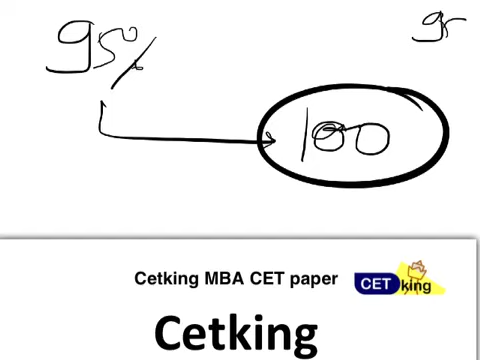 95%
95
100
Cetking MBA CET paper
CET king
Cetking